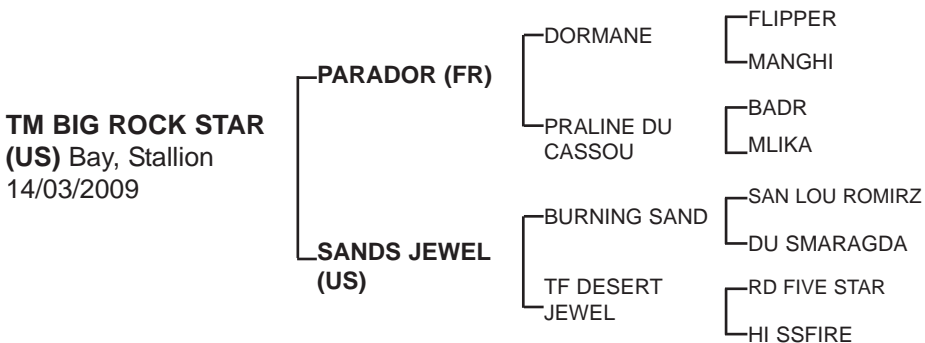 TM BIG ROCK STAR
(US) Bay, Stallion
14/03/2009
PARADOR (FR)
SANDS JEWEL
(US)
DORMANE
PRALINE DU
CASSOU
BURNING SAND
TF DESERT
JEWEL
FLIPPER
MANGHI
BADR
MLIKA
SAN LOU ROMIRZ
DU SMARAGDA
RD FIVE STAR
HI SSFIRE